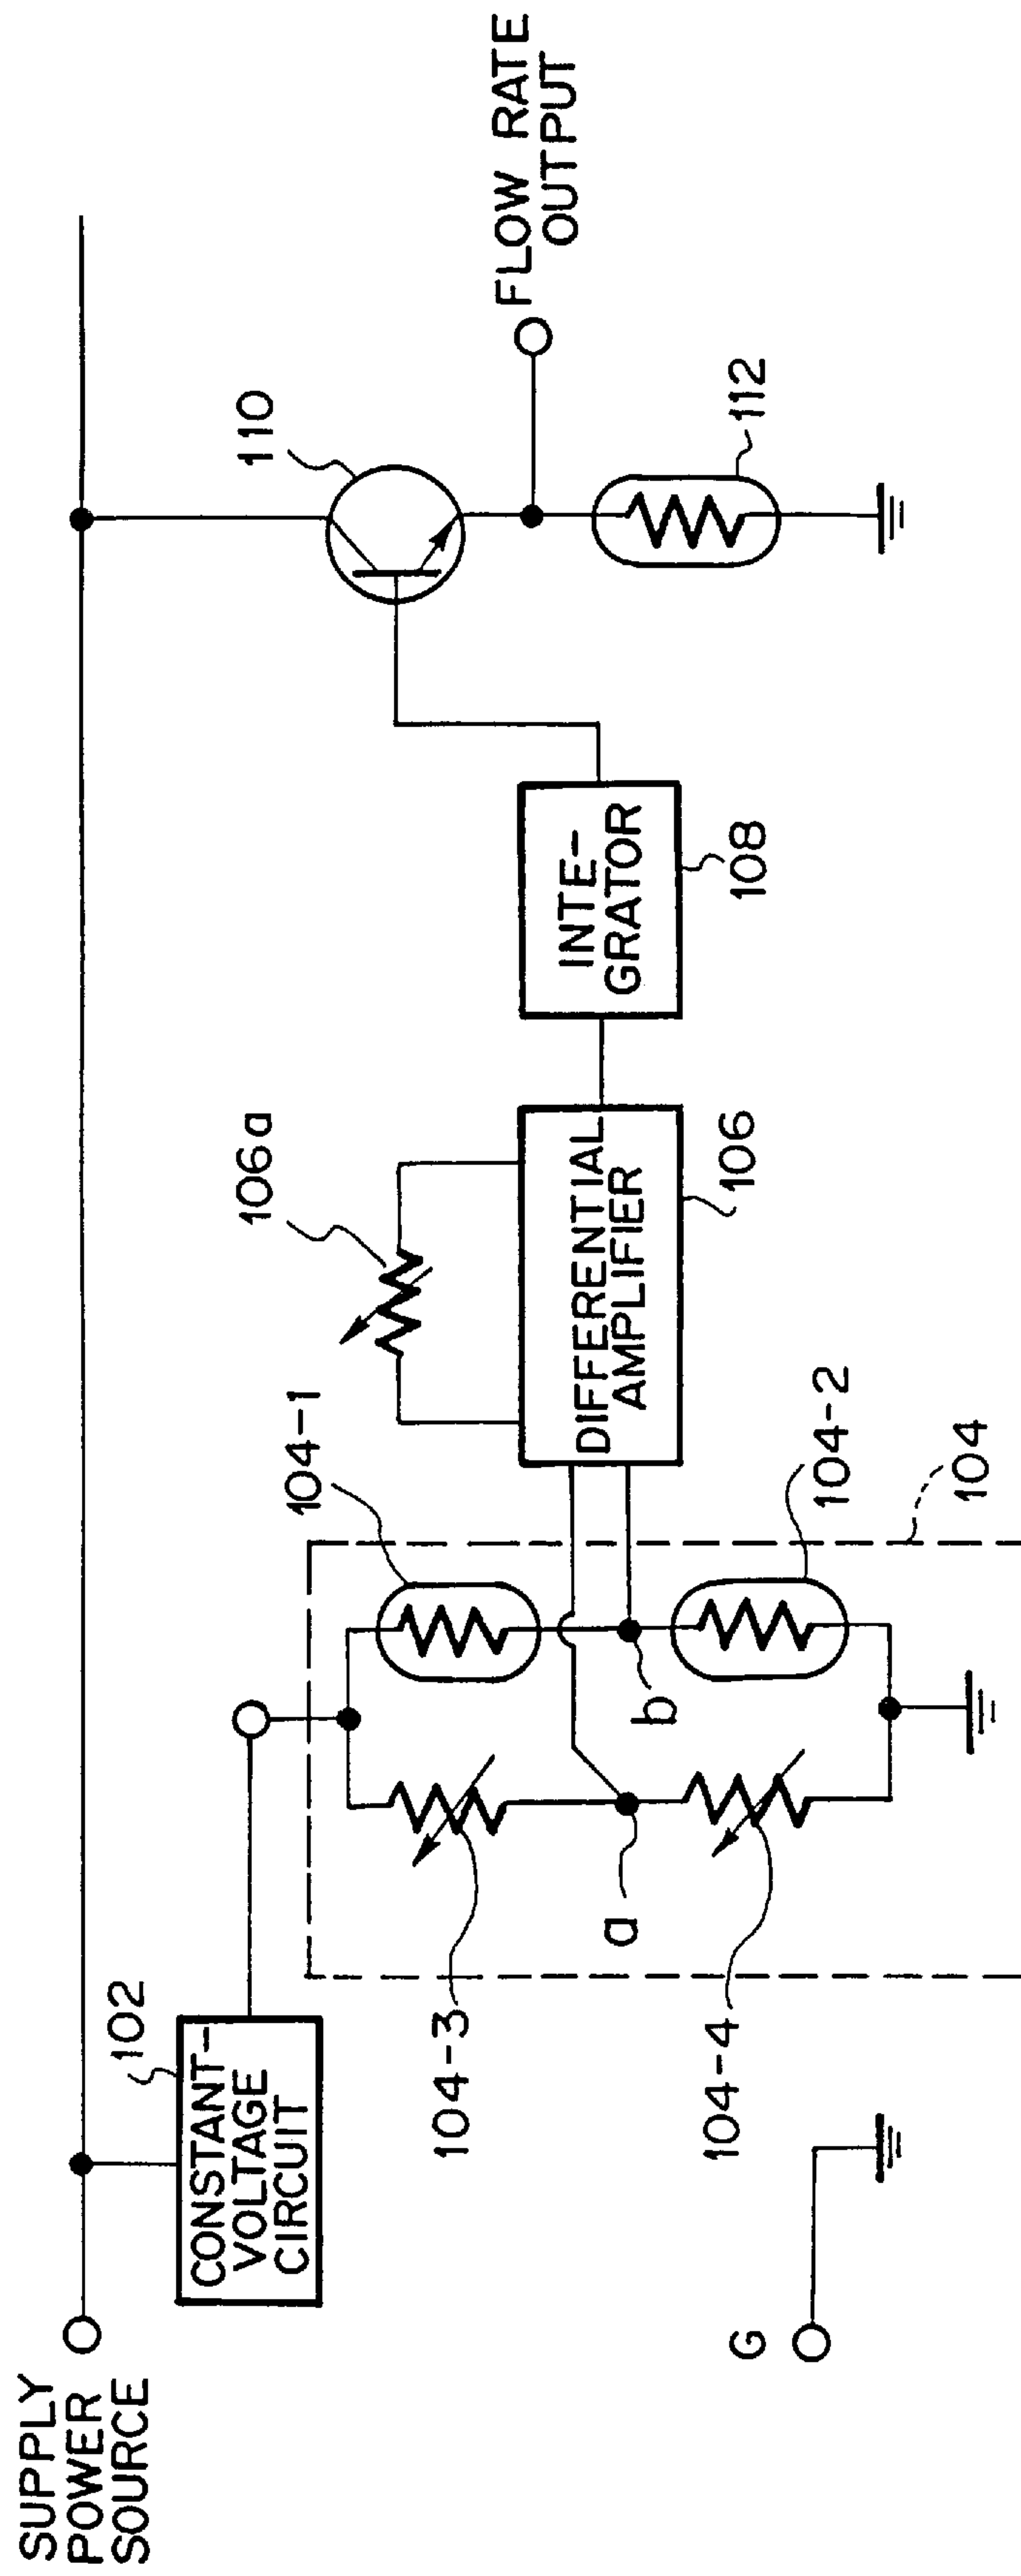 SUPPLY
POWER
SOURCE
CONSTANT-
VOLTAGE
CIRCUIT
102
G
104-3
104-4
a
b
104-1
104-2
104
106a
DIFFERENTIAL
AMPLIFIER
106
INTE-
GRATOR
108
110
112
FLOW RATE
OUTPUT